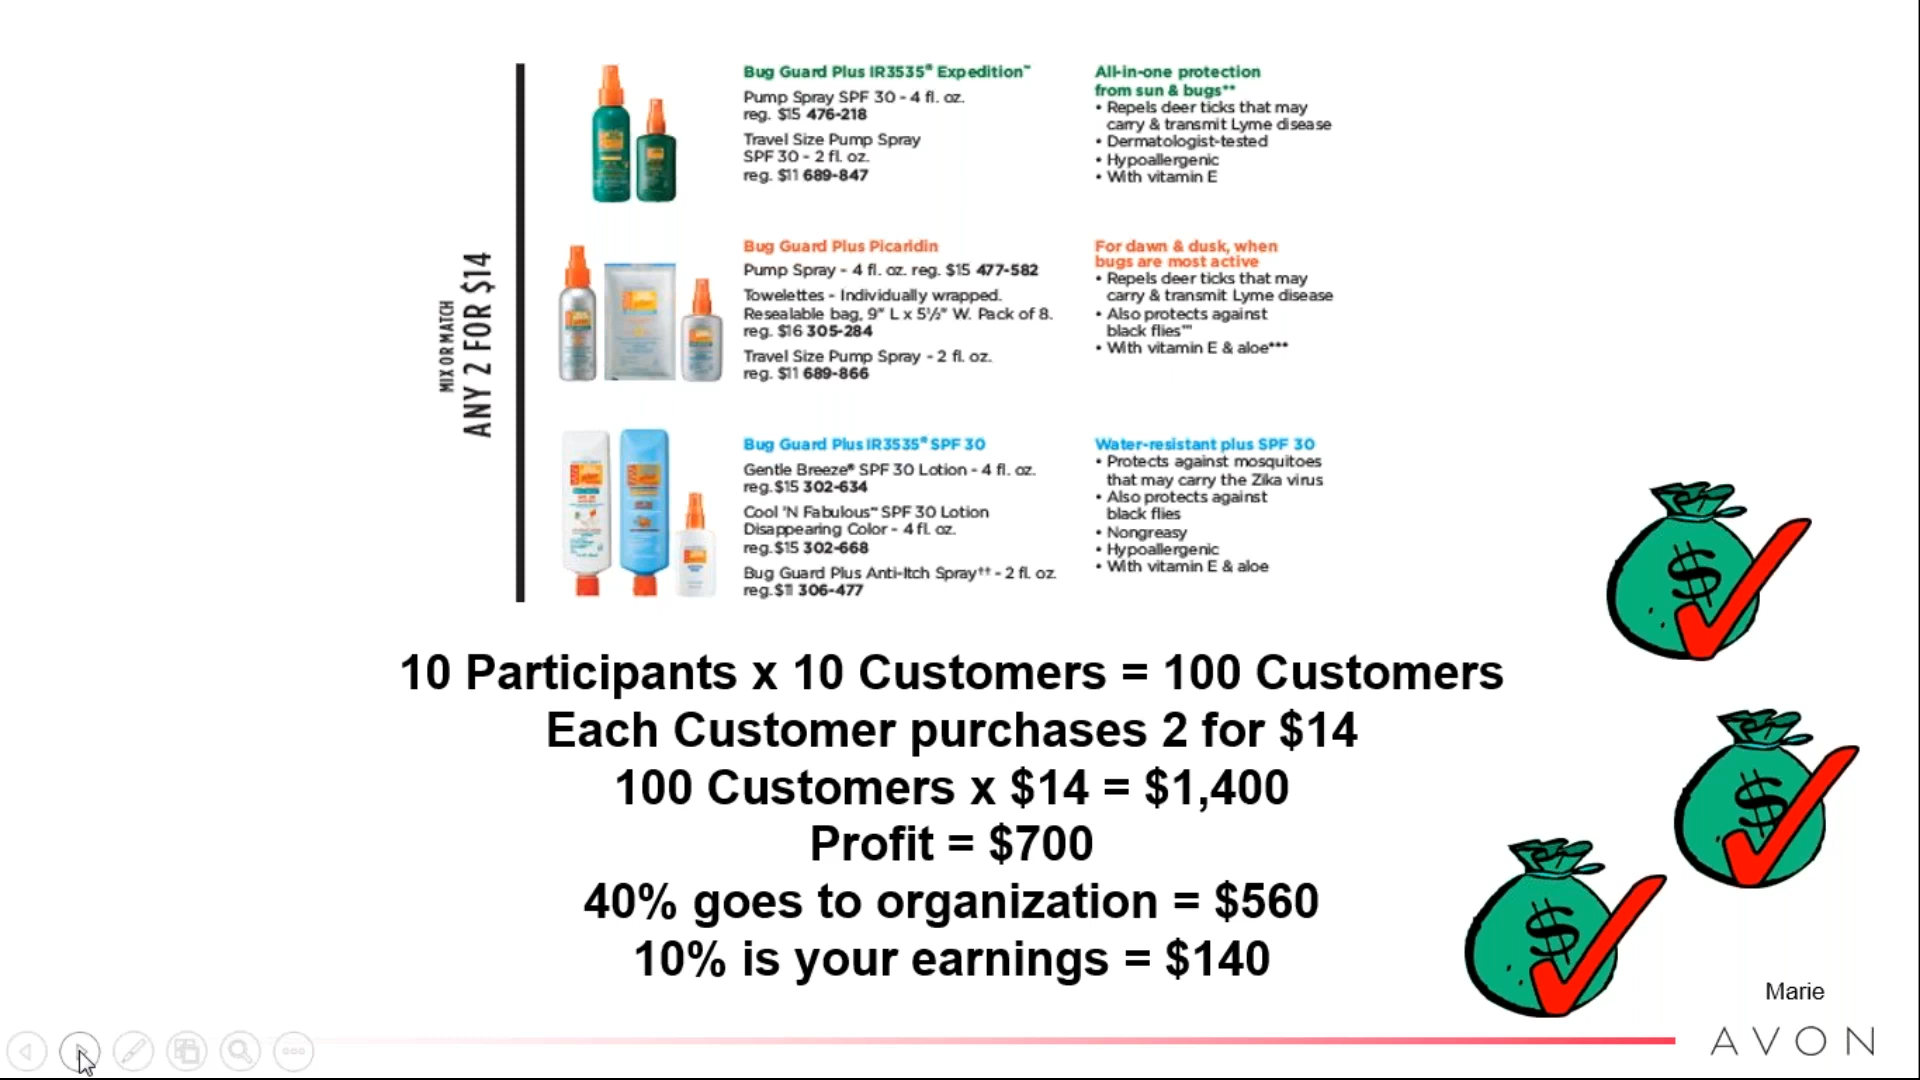 MIX OR MATCH
ANY 2 FOR $14
Bug Guard Plus IR3535® Expedition™
Pump Spray SPF 30 - 4 fl. oz.
reg. $15 476-218
Travel Size Pump Spray
SPF 30 - 2 fl. oz.
reg. $11 689-847
All-in-one protection
from sun & bugs**
• Repels deer ticks that may
carry & transmit Lyme disease
• Dermatologist-tested
• Hypoallergenic
• With vitamin E
Bug Guard Plus Picaridin
Pump Spray - 4 fl. oz. reg. $15 477-582
Towelettes - Individually wrapped.
Resealable bag, 9" L x 5½" W. Pack of 8.
reg. $16 305-284
Travel Size Pump Spray - 2 fl. oz.
reg. $11 689-866
For dawn & dusk, when
bugs are most active
• Repels deer ticks that may
carry & transmit Lyme disease
• Also protects against
black flies***
• With vitamin E & aloe***
Bug Guard Plus IR3535® SPF 30
Gentle Breeze® SPF 30 Lotion - 4 fl. oz.
reg. $15 302-634
Cool 'N Fabulous™ SPF 30 Lotion
Disappearing Color - 4 fl. oz.
reg. $15 302-668
Bug Guard Plus Anti-Itch Spray†† - 2 fl. oz.
reg. $11 306-477
Water-resistant plus SPF 30
• Protects against mosquitoes
that may carry the Zika virus
• Also protects against
black flies
• Nongreasy
• Hypoallergenic
• With vitamin E & aloe
10 Participants x 10 Customers = 100 Customers
Each Customer purchases 2 for $14
100 Customers x $14 = $1,400
Profit = $700
40% goes to organization = $560
10% is your earnings = $140
Marie
AVON